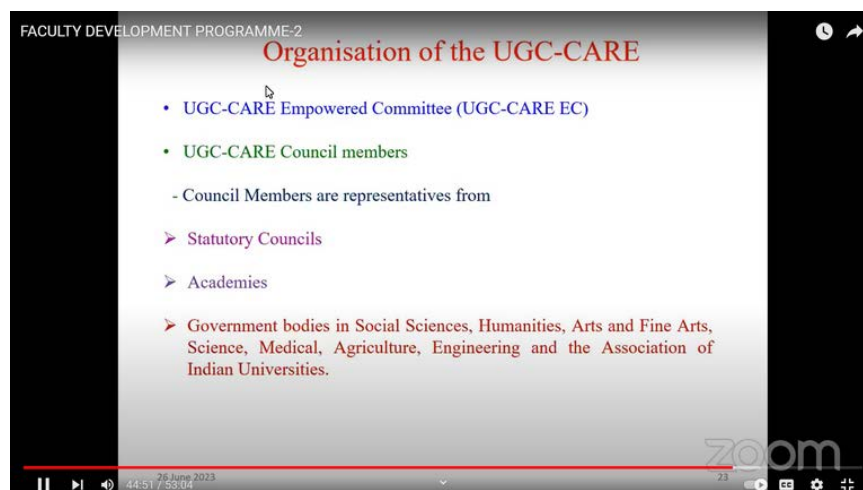 FACULTY DEVELOPMENT PROGRAMME-2
Organisation of the UGC-CARE
• UGC-CARE Empowered Committee (UGC-CARE EC)
• UGC-CARE Council members
- Council Members are representatives from
➢ Statutory Councils
➢ Academies
➢ Government bodies in Social Sciences, Humanities, Arts and Fine Arts,
Science, Medical, Agriculture, Engineering and the Association of
Indian Universities.
zoom
26 June 2023
23
44:51 / 53:04
CC